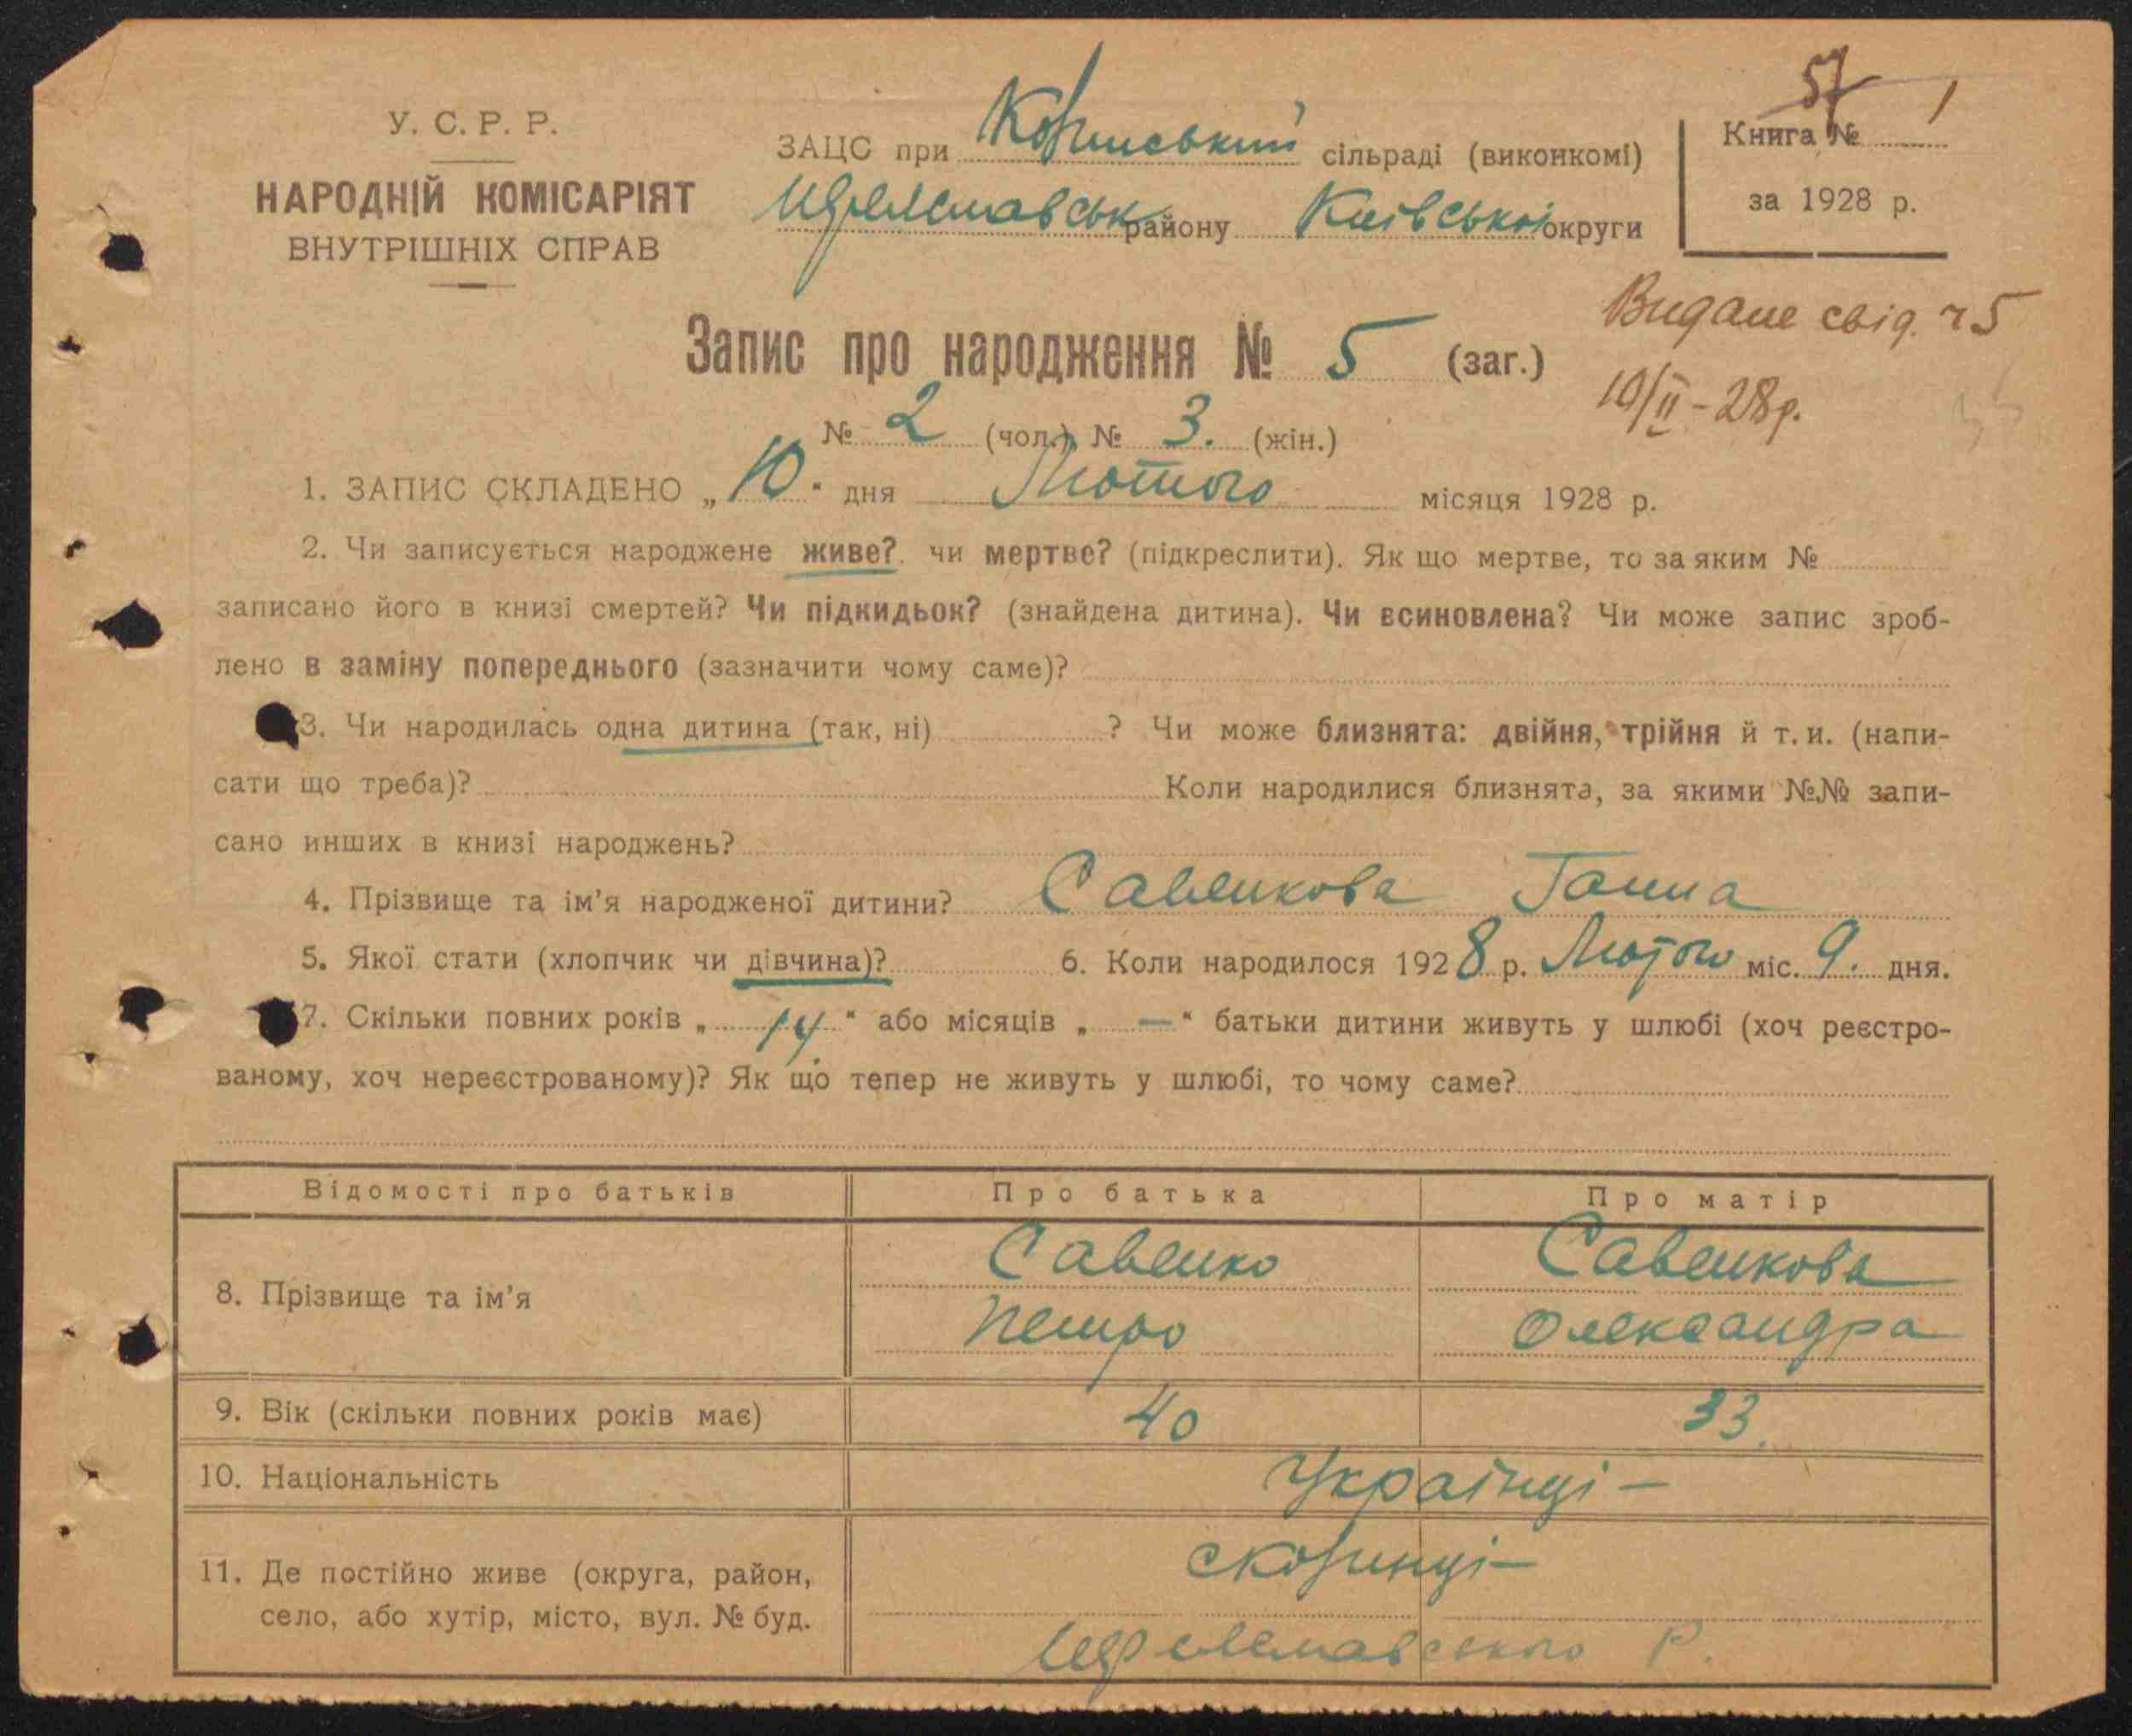 У. С. Р. Р.
НАРОДНІЙ КОМІСАРІЯТ
ВНУТРІШНІХ СПРАВ
ЗАЦС при сільраді (виконкомі)
району Київської округи
57 1
Книга №
за 1928 р.
Видане свід. ч 5
10/II - 28 р.
Запис про народження № 5 (заг.)
№ 2 (чол.) № 3. (жін.)
1. ЗАПИС СКЛАДЕНО „10“ дня Лютого місяця 1928 р.
2. Чи записується народжене живе? чи мертве? (підкреслити). Як що мертве, то за яким №
записано його в книзі смертей? Чи підкидьок? (знайдена дитина). Чи всиновлена? Чи може запис зроб-
лено в заміну попереднього (зазначити чому саме)?
3. Чи народилась одна дитина (так, ні) ? Чи може близнята: двійня, трійня й т. и. (напи-
сати що треба)? Коли народилися близнята, за якими №№ запи-
сано инших в книзі народжень?
4. Прізвище та ім'я народженої дитини? Савенкова Ганна
5. Якої стати (хлопчик чи дівчина)? 6. Коли народилося 1928 р. Лютого міс. 9. дня.
7. Скільки повних років „14“ або місяців „—“ батьки дитини живуть у шлюбі (хоч реєстро-
ваному, хоч нереєстрованому)? Як що тепер не живуть у шлюбі, то чому саме?
Відомості про батьків Про батька Про матір
8. Прізвище та ім'я
Савенко Савенкова
Петро Олександра
9. Вік (скільки повних років має) 40 33.
10. Національність Українці —
11. Де постійно живе (округа, район,
село, або хутір, місто, вул. № буд.
Р.